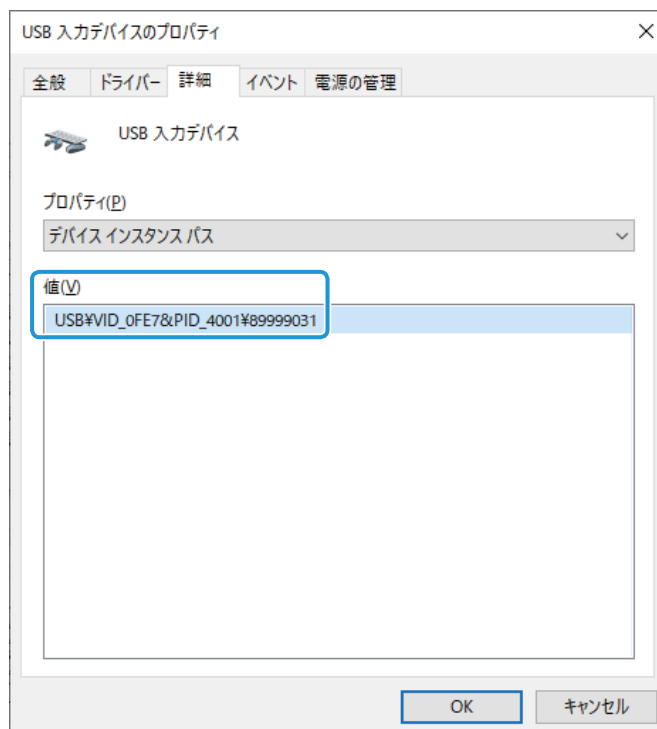 USB 入力デバイスのプロパティ
全般 ドライバー 詳細 イベント 電源の管理
USB 入力デバイス
プロパティ(P)
デバイス インスタンス パス
値(V)
USB¥VID_0FE7&PID_4001¥89999031
OK キャンセル